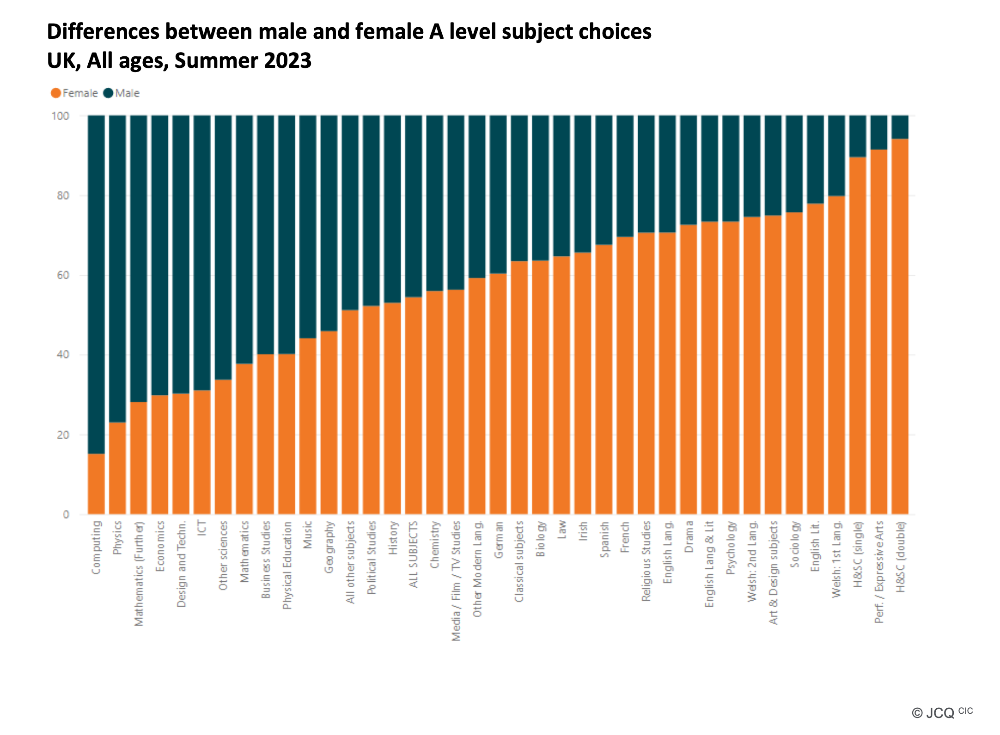 Differences between male and female A level subject choices
UK, All ages, Summer 2023
Female Male
100
80
60
40
20
0
Computing
Physics
Mathematics (Further)
Economics
Design and Techn.
ICT
Other sciences
Mathematics
Business Studies
Physical Education
Music
Geography
All other subjects
Political Studies
History
ALL SUBJECTS
Chemistry
Media / Film / TV Studies
Other Modern Lang.
German
Classical subjects
Biology
Law
Irish
Spanish
French
Religious Studies
English Lang.
Drama
English Lang & Lit
Psychology
Welsh: 2nd Lang.
Art & Design subjects
Sociology
English Lit.
Welsh: 1st Lang.
H&SC (single)
Perf. / Expressive Arts
H&SC (double)
© JCQ CIC